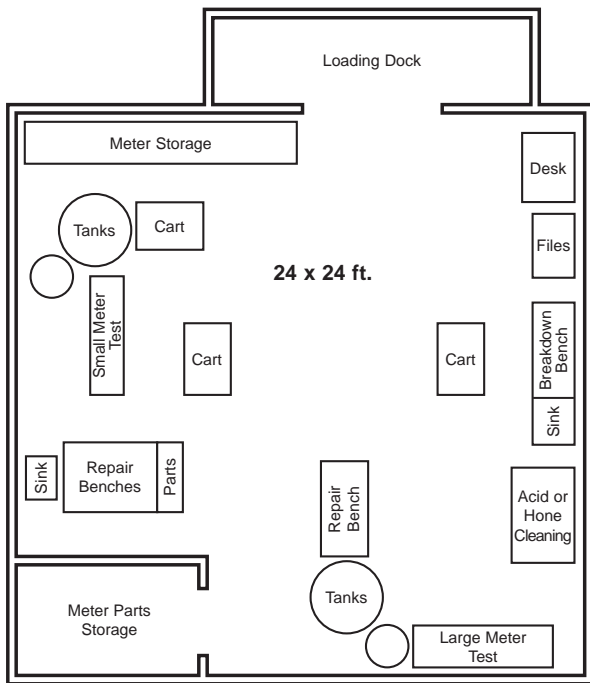 Loading Dock
Meter Storage
Desk
Tanks
Cart
Files
24 x 24 ft.
Small Meter
Test
Cart
Cart
Breakdown
Bench
Sink
Sink
Repair
Benches
Parts
Repair
Bench
Acid or
Hone
Cleaning
Tanks
Meter Parts
Storage
Large Meter
Test